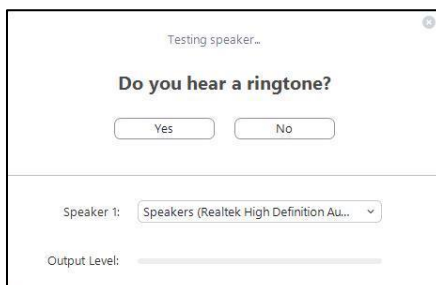 Testing speaker...
Do you hear a ringtone?
Yes No
Speaker 1: Speakers (Realtek High Definition Au...
Output Level: